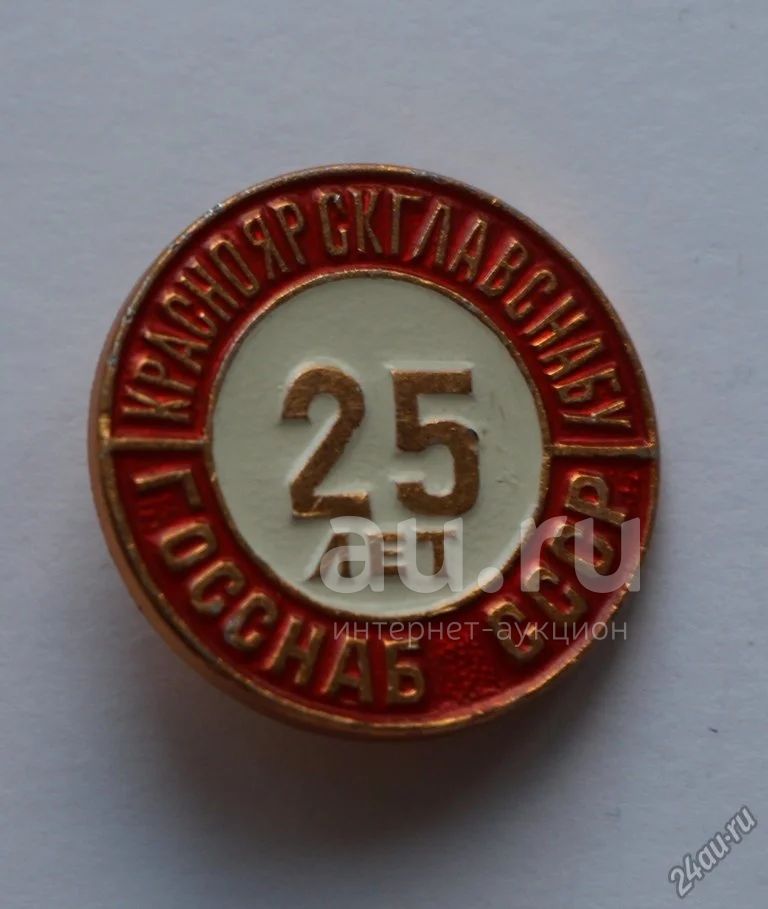 КРАСНОЯРСКГЛАВСНАБУ
25
ЛЕТ
ГОССНАБ СССР
au.ru
интернет-аукцион
24au.ru